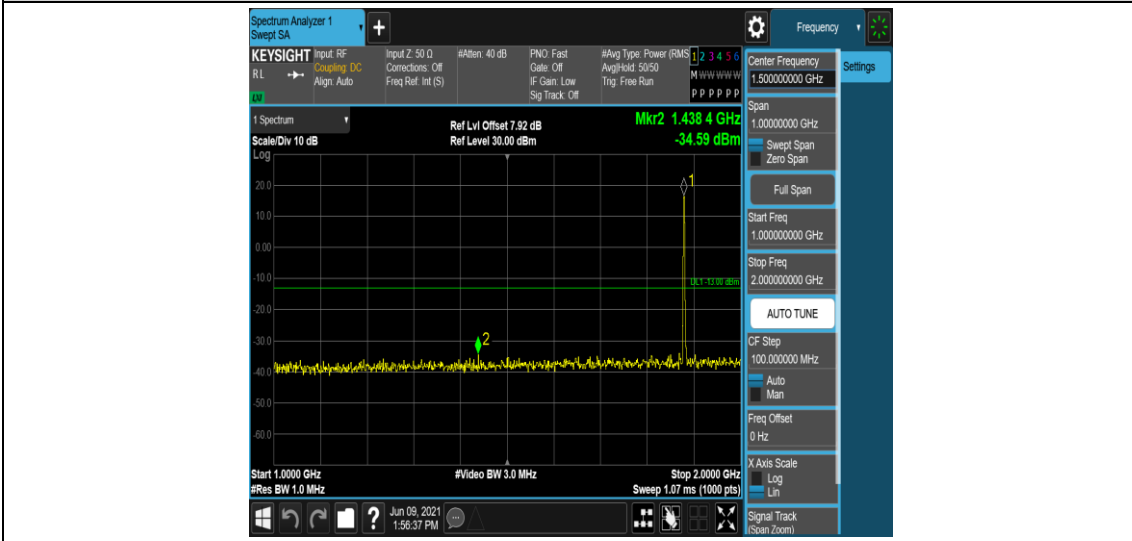 Spectrum Analyzer 1
Swept SA
+
Frequency
KEYSIGHT
RL
Input: RF
Coupling: DC
Align: Auto
Input Z: 50 Ω
Corrections: Off
Freq Ref: Int (S)
#Atten: 40 dB
PNO: Fast
Gate: Off
IF Gain: Low
Sig Track: Off
#Avg Type: Power (RMS
Avg|Hold: 50/50
Trig: Free Run
1 2 3 4 5 6
M W W W W W
P P P P P P
1 Spectrum
Scale/Div 10 dB
Log
Ref Lvl Offset 7.92 dB
Ref Level 30.00 dBm
Mkr2 1.438 4 GHz
-34.59 dBm
1
20.0
10.0
0.00
-10.0
DL1 -13.00 dBm
-20.0
-30.0
2
-40.0
-50.0
-60.0
Start 1.0000 GHz
#Video BW 3.0 MHz
Stop 2.0000 GHz
#Res BW 1.0 MHz
Sweep 1.07 ms (1000 pts)
?
Jun 09, 2021
1:56:37 PM
Center Frequency
1.500000000 GHz
Settings
Span
1.00000000 GHz
Swept Span
Zero Span
Full Span
Start Freq
1.000000000 GHz
Stop Freq
2.000000000 GHz
AUTO TUNE
CF Step
100.000000 MHz
Auto
Man
Freq Offset
0 Hz
X Axis Scale
Log
Lin
Signal Track
(Span Zoom)